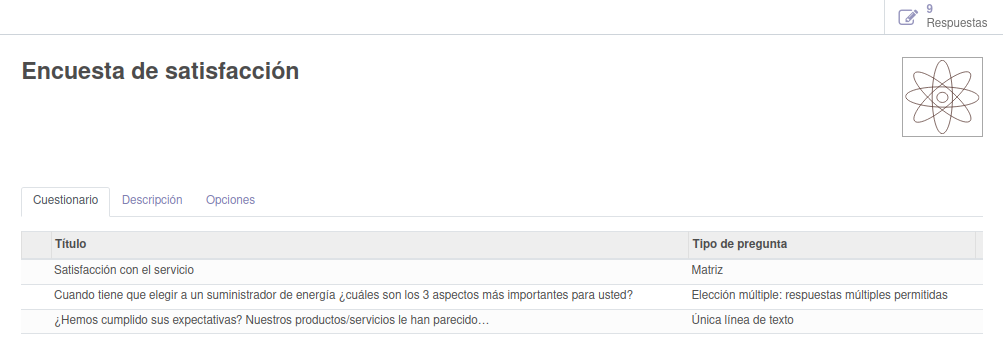 9
Respuestas
Encuesta de satisfacción
Cuestionario Descripción Opciones
Título Tipo de pregunta
Satisfacción con el servicio Matriz
Cuando tiene que elegir a un suministrador de energía ¿cuáles son los 3 aspectos más importantes para usted? Elección múltiple: respuestas múltiples permitidas
¿Hemos cumplido sus expectativas? Nuestros productos/servicios le han parecido… Única línea de texto